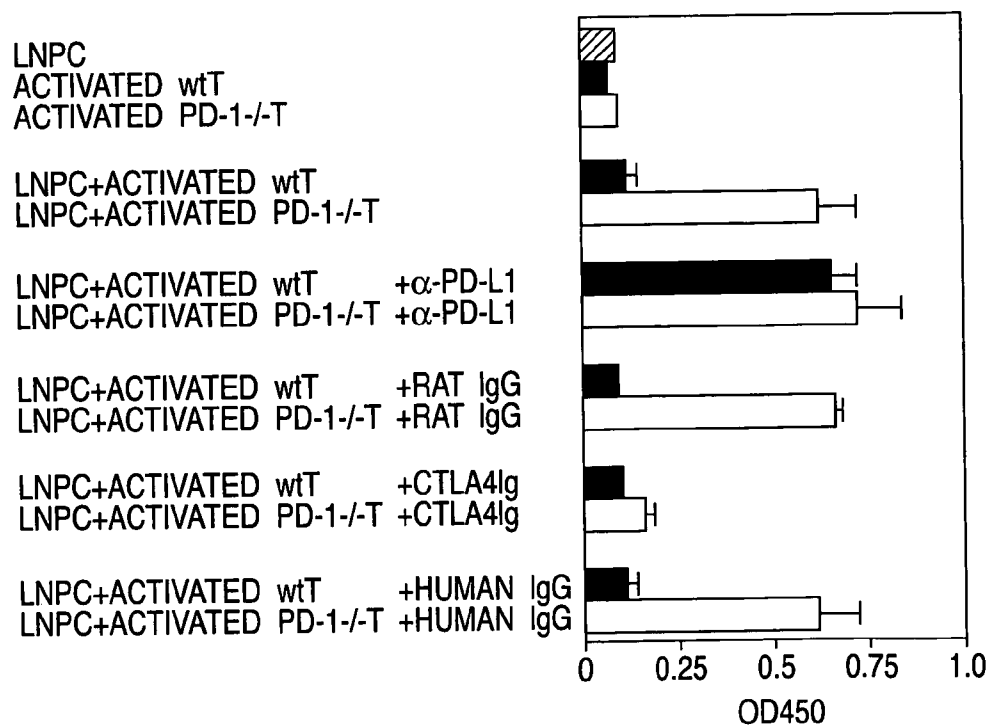 LNPC
ACTIVATED wtT
ACTIVATED PD-1-/-T
LNPC+ACTIVATED wtT
LNPC+ACTIVATED PD-1-/-T
LNPC+ACTIVATED wtT +α-PD-L1
LNPC+ACTIVATED PD-1-/-T +α-PD-L1
LNPC+ACTIVATED wtT +RAT IgG
LNPC+ACTIVATED PD-1-/-T +RAT IgG
LNPC+ACTIVATED wtT +CTLA4Ig
LNPC+ACTIVATED PD-1-/-T +CTLA4Ig
LNPC+ACTIVATED wtT +HUMAN IgG
LNPC+ACTIVATED PD-1-/-T +HUMAN IgG
0 0.25 0.5 0.75 1.0
OD450